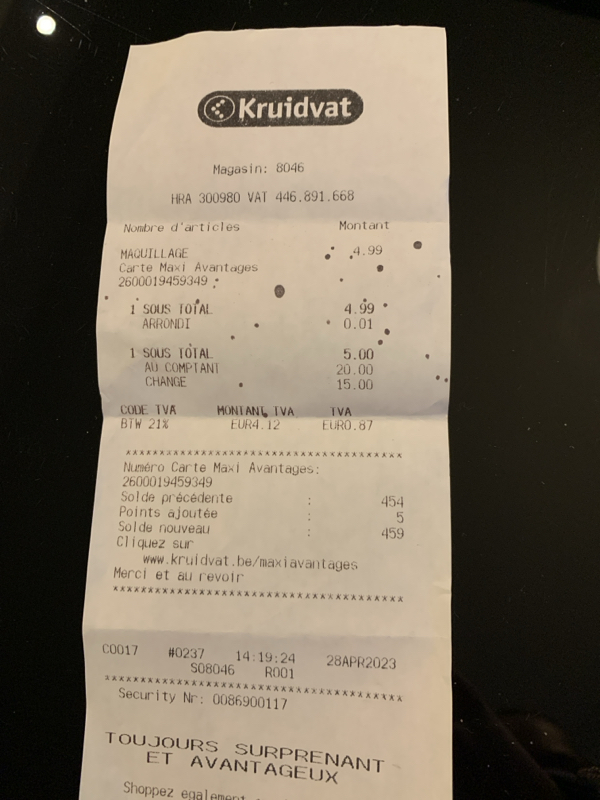 Kruidvat
Magasin: 8046
HRA 300980 VAT 446.891.668
Nombre d'articles Montant
MAQUILLAGE 4.99
Carte Maxi Avantages
2600019459349
1 SOUS TOTAL 4.99
ARRONDI 0.01
1 SOUS TOTAL 5.00
AU COMPTANT 20.00
CHANGE 15.00
CODE TVA MONTANT TVA TVA
BTW 21% EUR4.12 EUR0.87
****************************************
Numéro Carte Maxi Avantages:
2600019459349
Solde précédente : 454
Points ajoutée : 5
Solde nouveau : 459
Cliquez sur
www.kruidvat.be/maxiavantages
Merci et au revoir
****************************************
C0017 #0237 14:19:24 28APR2023
S08046 R001
****************************************
Security Nr: 0086900117
TOUJOURS SURPRENANT
ET AVANTAGEUX
Shoppez egalement